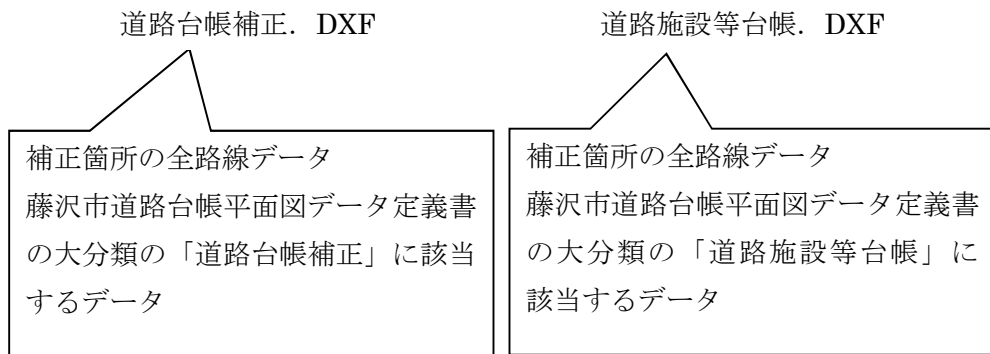 道路台帳補正．DXF
補正箇所の全路線データ
藤沢市道路台帳平面図データ定義書
の大分類の「道路台帳補正」に該当
するデータ
道路施設等台帳．DXF
補正箇所の全路線データ
藤沢市道路台帳平面図データ定義書
の大分類の「道路施設等台帳」に
該当するデータ